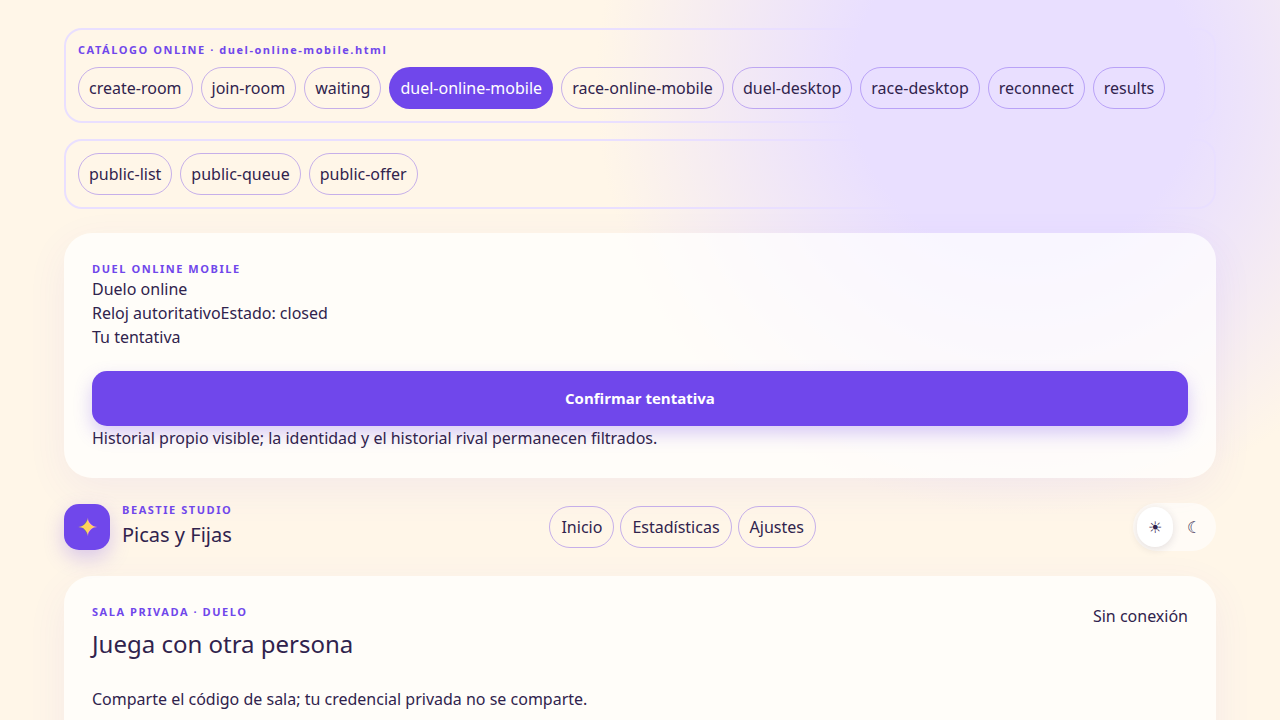 CATÁLOGO ONLINE · duel-online-mobile.html
create-room join-room waiting duel-online-mobile race-online-mobile duel-desktop race-desktop reconnect results
public-list public-queue public-offer
DUEL ONLINE MOBILE
Duelo online
Reloj autoritativoEstado: closed
Tu tentativa
Confirmar tentativa
Historial propio visible; la identidad y el historial rival permanecen filtrados.
BEASTIE STUDIO
Picas y Fijas
Inicio Estadísticas Ajustes
SALA PRIVADA · DUELO
Sin conexión
Juega con otra persona
Comparte el código de sala; tu credencial privada no se comparte.